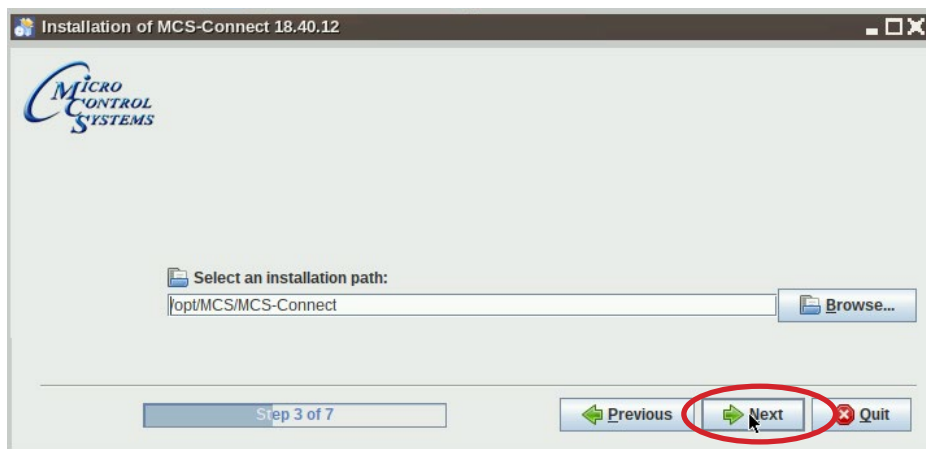 Installation of MCS-Connect 18.40.12
MICRO
CONTROL
SYSTEMS
Select an installation path:
/opt/MCS/MCS-Connect
Browse...
Step 3 of 7
Previous
Next
Quit